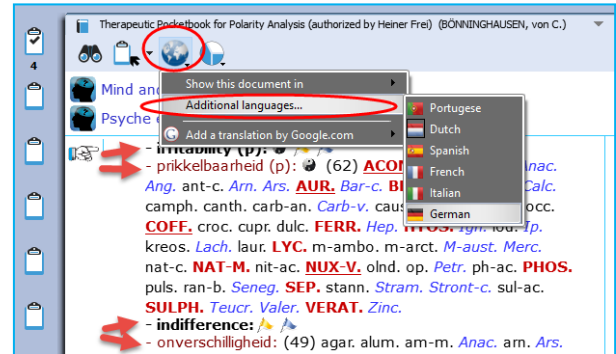 Therapeutic Pocketbook for Polarity Analysis (authorized by Heiner Frei) (BÖNNINGHAUSEN, von C.)
4
Show this document in
Additional languages...
Add a translation by Google.com
Portugese
Dutch
Spanish
French
Italian
German
Mind and
Psyche
- irritability (p):
- prikkelbaarheid (p): (62) ACON Anac.
Ang. ant-c. Arn. Ars. AUR. Bar-c. Calc.
camph. canth. carb-an. Carb-v. caus occ.
COFF. croc. cupr. dulc. FERR. Hep. HYOS. Ign. iod. Ip.
kreos. Lach. laur. LYC. m-ambo. m-arct. M-aust. Merc.
nat-c. NAT-M. nit-ac. NUX-V. olnd. op. Petr. ph-ac. PHOS.
puls. ran-b. Seneg. SEP. stann. Stram. Stront-c. sul-ac.
SULPH. Teucr. Valer. VERAT. Zinc.
- indifference:
- onverschilligheid: (49) agar. alum. am-m. Anac. am. Ars.